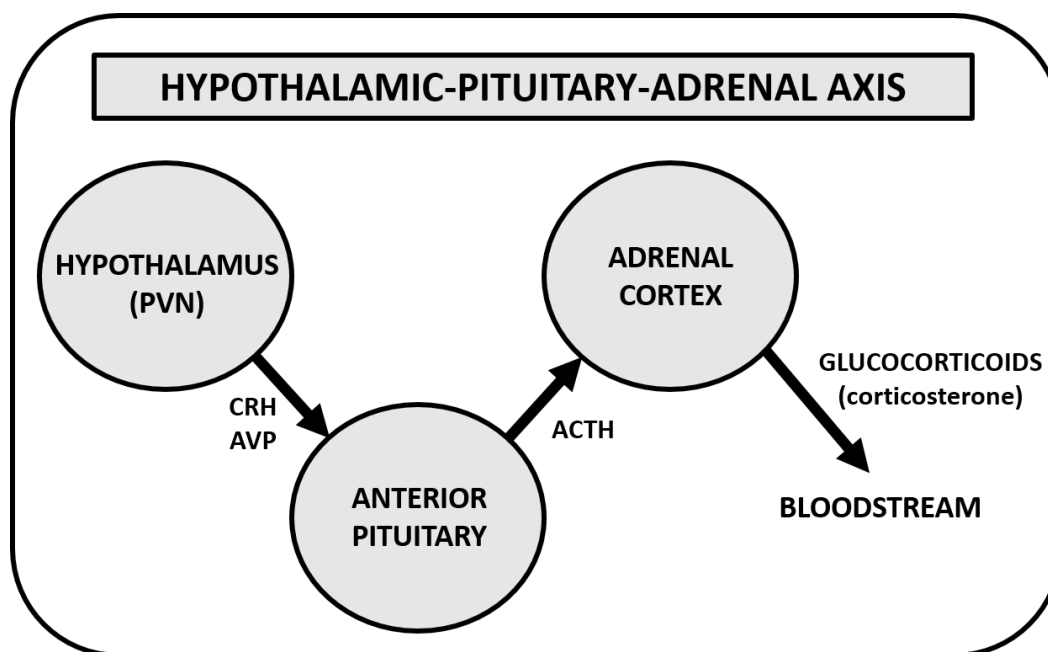 HYPOTHALAMIC-PITUITARY-ADRENAL AXIS
HYPOTHALAMUS
(PVN)
CRH
AVP
ANTERIOR
PITUITARY
ACTH
ADRENAL
CORTEX
GLUCOCORTICOIDS
(corticosterone)
BLOODSTREAM